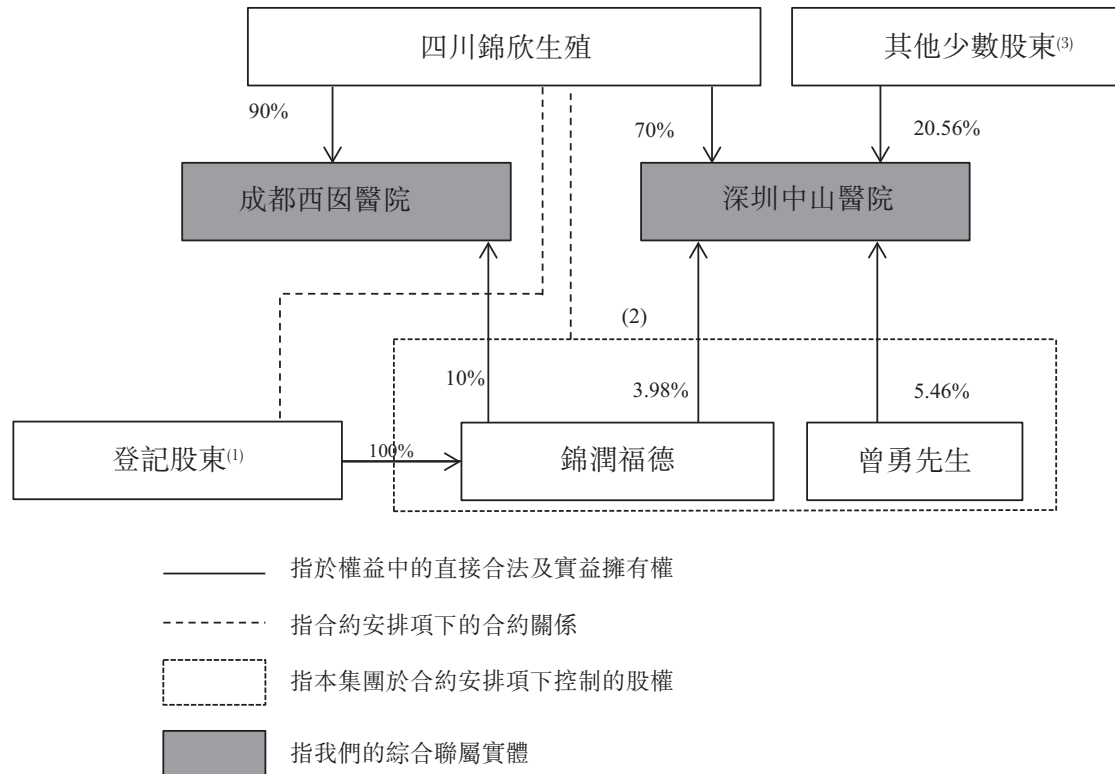 四川錦欣生殖
其他少數股東(3)
90%
70%
20.56%
成都西囡醫院
深圳中山醫院
(2)
10%
3.98%
5.46%
登記股東(1)
100%
錦潤福德
曾勇先生
指於權益中的直接合法及實益擁有權
指合約安排項下的合約關係
指本集團於合約安排項下控制的股權
指我們的綜合聯屬實體